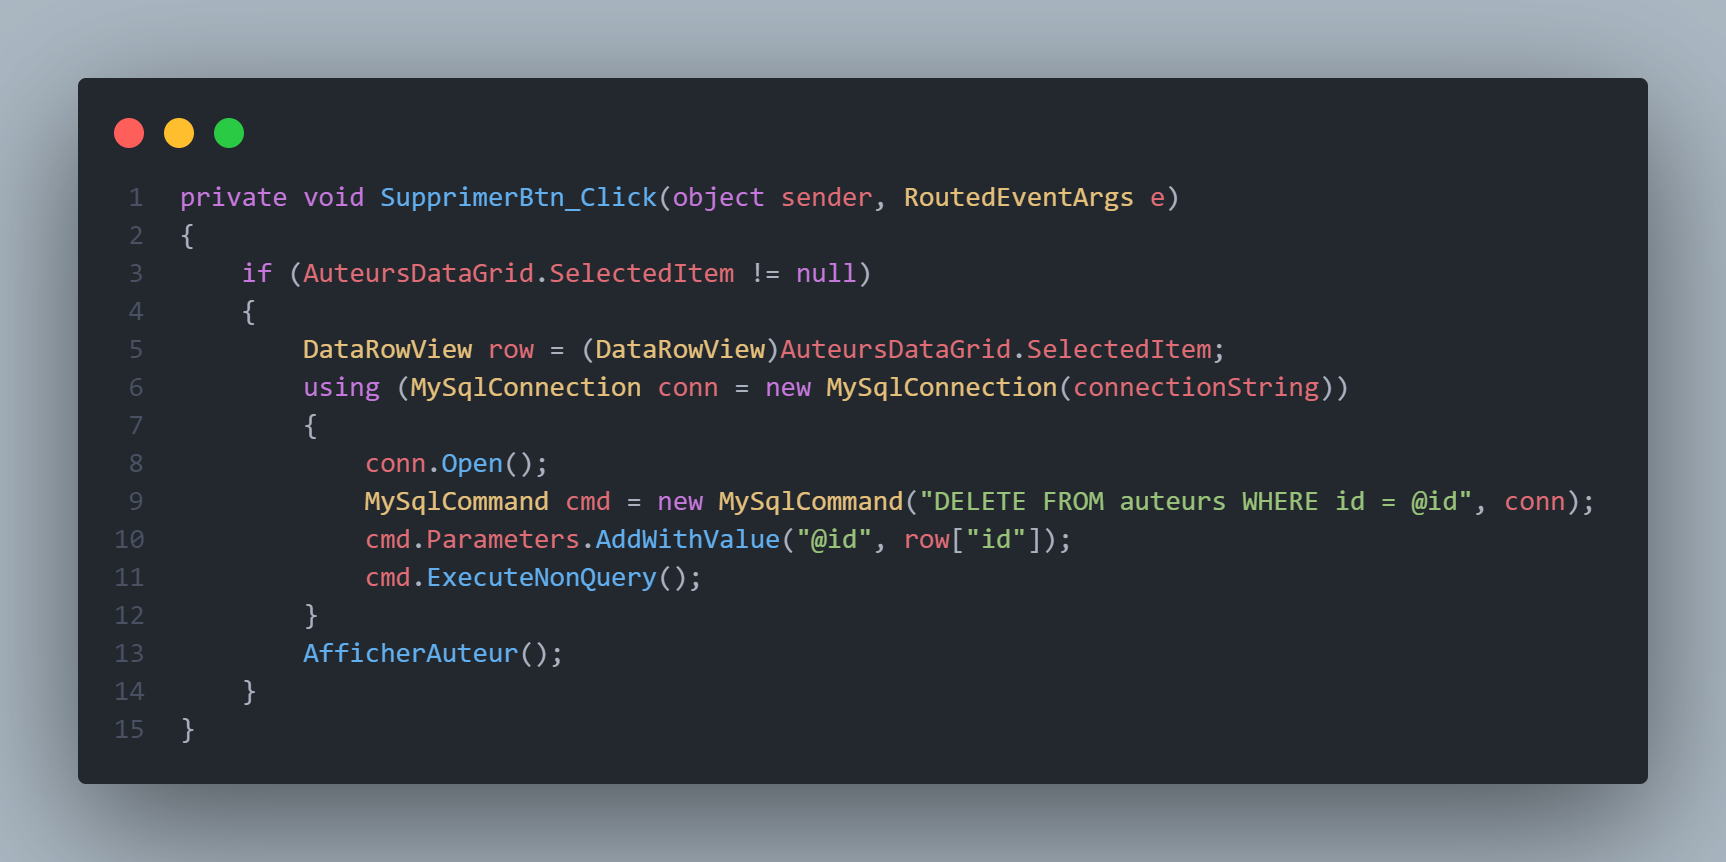 1 private void SupprimerBtn_Click(object sender, RoutedEventArgs e)
2 {
3     if (AuteursDataGrid.SelectedItem != null)
4     {
5         DataRowView row = (DataRowView)AuteursDataGrid.SelectedItem;
6         using (MySqlConnection conn = new MySqlConnection(connectionString))
7         {
8             conn.Open();
9             MySqlCommand cmd = new MySqlCommand("DELETE FROM auteurs WHERE id = @id", conn);
10             cmd.Parameters.AddWithValue("@id", row["id"]);
11             cmd.ExecuteNonQuery();
12         }
13         AfficherAuteur();
14     }
15 }